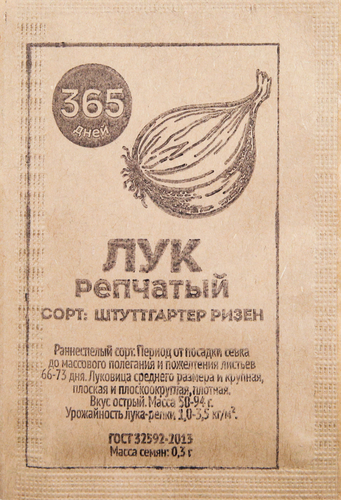 365
дней
ЛУК
репчатый
СОРТ: ШТУТТГАРТЕР РИЗЕН
Раннеспелый сорт. Период от посадки севка
до массового полегания и пожелтения листьев
66-73 дня. Луковица среднего размера и крупная,
плоская и плоскоокруглая, плотная.
Вкус острый. Масса 50-94 г.
Урожайность лука-репки 1,0-3,5 кг/м².
ГОСТ 32592-2013
Масса семян: 0,3 г